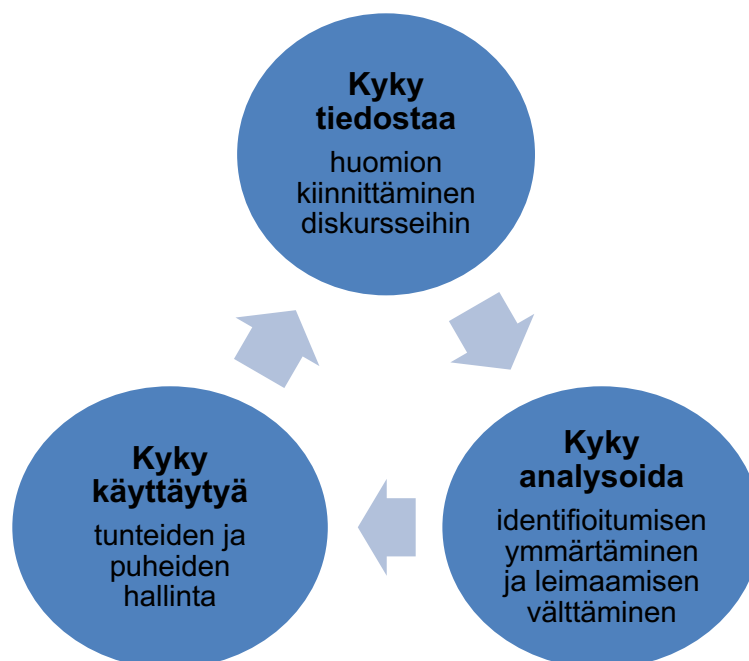 Kyky
tiedostaa
huomion
kiinnittäminen
diskursseihin
Kyky
analysoida
identifioitumisen
ymmärtäminen
ja leimaamisen
välttäminen
Kyky
käyttäytyä
tunteiden ja
puheiden
hallinta